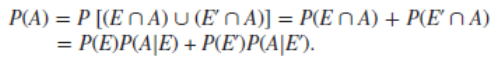 P(A) = P [(E ∩ A) ∪ (E′ ∩ A)] = P(E ∩ A) + P(E′ ∩ A)
= P(E)P(A|E) + P(E′)P(A|E′).